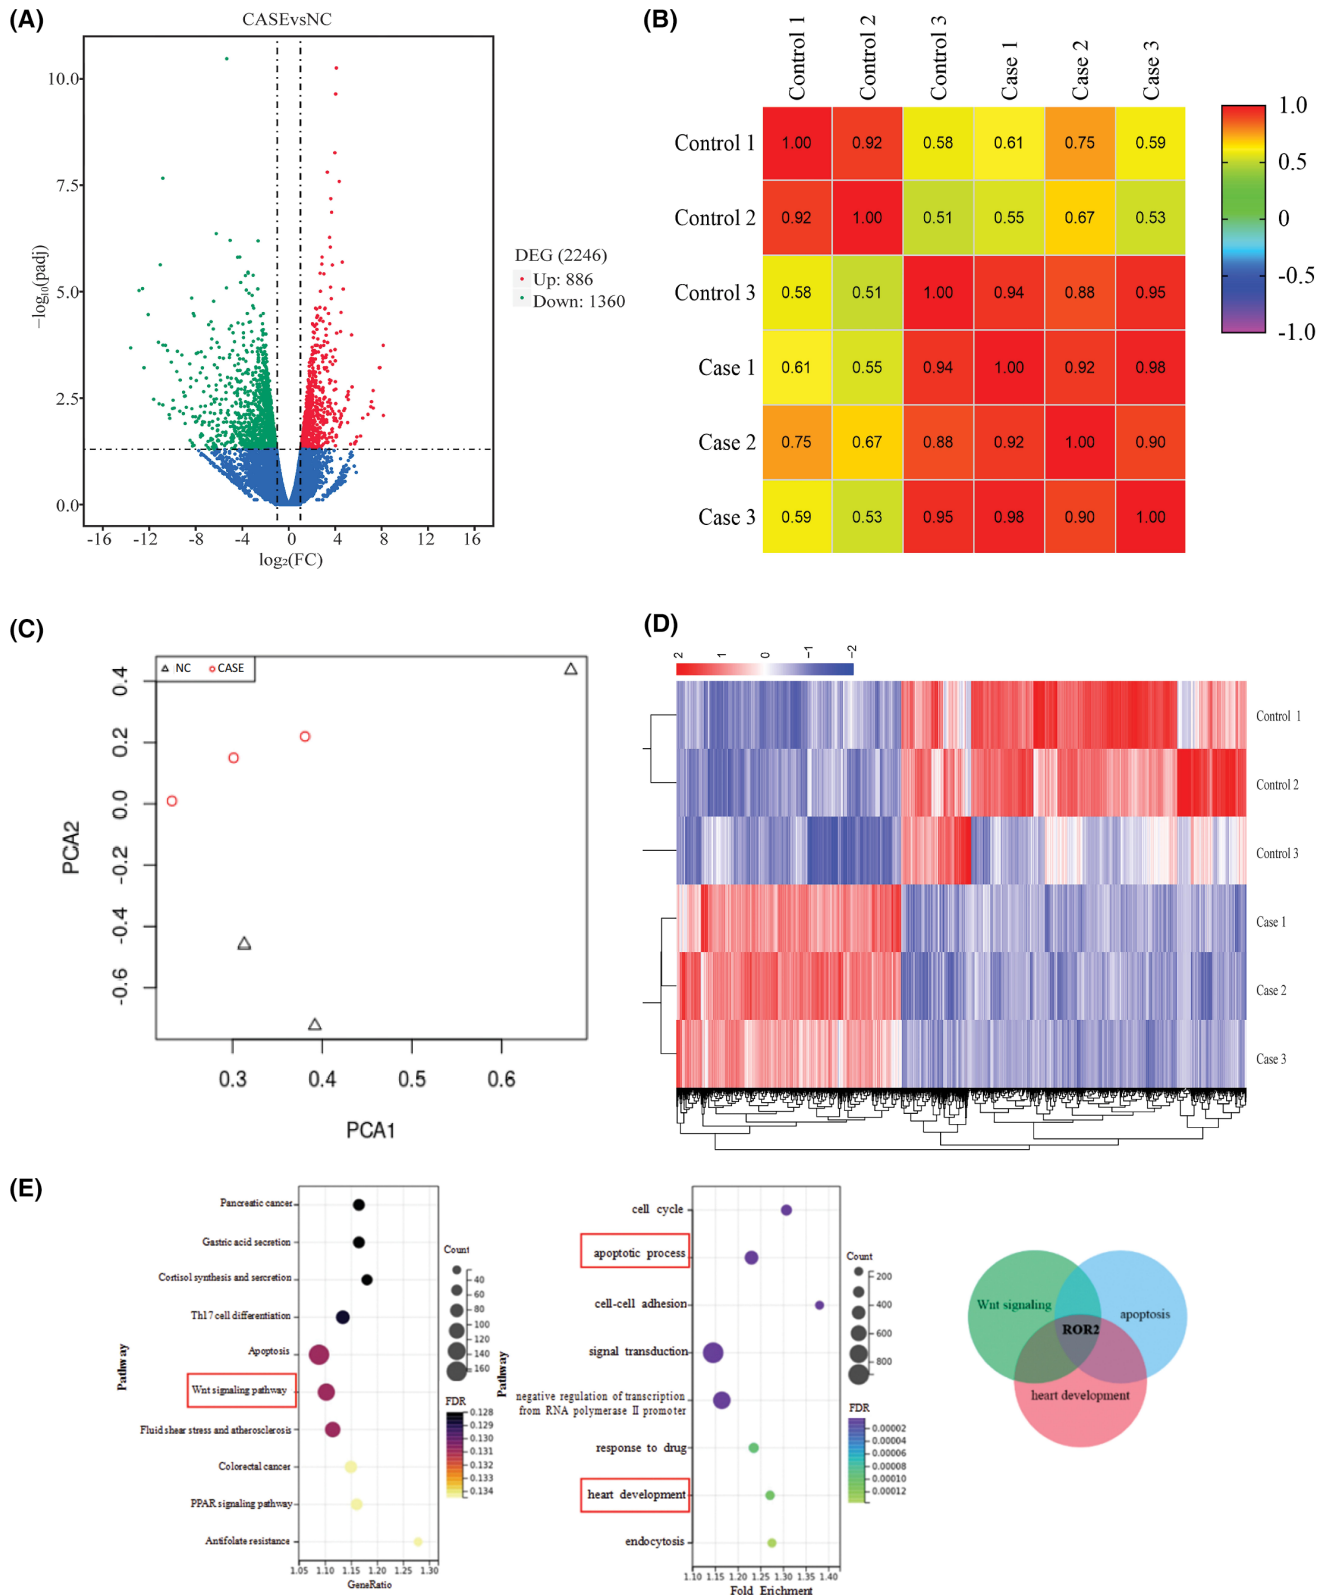 (A)
CASEvsNC
10.0
7.5
5.0
2.5
0.0
−log₁₀(padj)
-16 -12 -8 -4 0 4 8 12 16
log₂(FC)
DEG (2246)
Up: 886
Down: 1360
(B)
Control 1 Control 2 Control 3 Case 1 Case 2 Case 3
Control 1 1.00 0.92 0.58 0.61 0.75 0.59
Control 2 0.92 1.00 0.51 0.55 0.67 0.53
Control 3 0.58 0.51 1.00 0.94 0.88 0.95
Case 1 0.61 0.55 0.94 1.00 0.92 0.98
Case 2 0.75 0.67 0.88 0.92 1.00 0.90
Case 3 0.59 0.53 0.95 0.98 0.90 1.00
1.0
0.5
0
-0.5
-1.0
(C)
NC CASE
0.4
0.2
0.0
-0.2
-0.4
-0.6
PCA2
0.3 0.4 0.5 0.6
PCA1
(D)
2 1 0 −1 −2
Control 1
Control 2
Control 3
Case 1
Case 2
Case 3
(E)
Pathway
Pancreatic cancer
Gastric acid secretion
Cortisol synthesis and sercretion
Th17 cell differentiation
Apoptosis
Wnt signaling pathway
Fluid shear stress and atherosclerosis
Colorectal cancer
PPAR signaling pathway
Antifolate resistance
1.05 1.10 1.15 1.20 1.25 1.30
GeneRatio
Count
40
60
80
100
120
140
160
FDR
0.128
0.129
0.130
0.131
0.132
0.133
0.134
Pathway
cell cycle
apoptotic process
cell-cell adhesion
signal transduction
negative regulation of transcription
from RNA polymerase II promoter
response to drug
heart development
endocytosis
1.10 1.15 1.20 1.25 1.30 1.35 1.40
Fold Enrichment
Count
200
400
600
800
FDR
0.00002
0.00004
0.00006
0.00008
0.00010
0.00012
Wnt signaling
apoptosis
ROR2
heart development